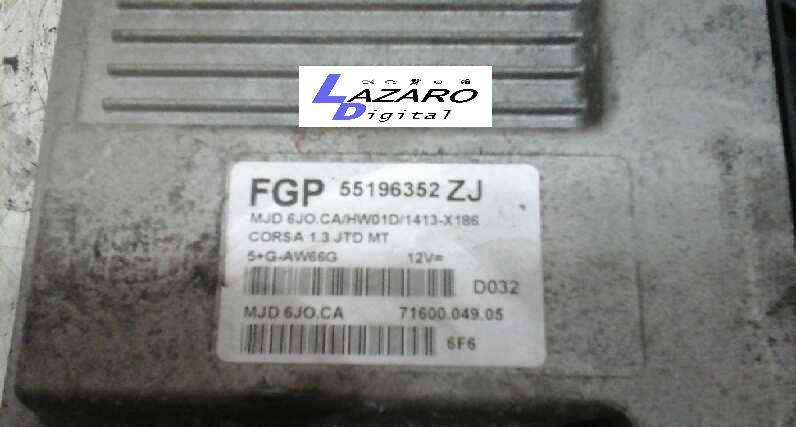 LAZARO
Digital
FGP 55196352 ZJ
MJD 6JO.CA/HW01D/1413-X186
CORSA 1.3 JTD MT
5+G-AW66G 12V=
D032
MJD 6JO.CA 71600.049.05
6F6